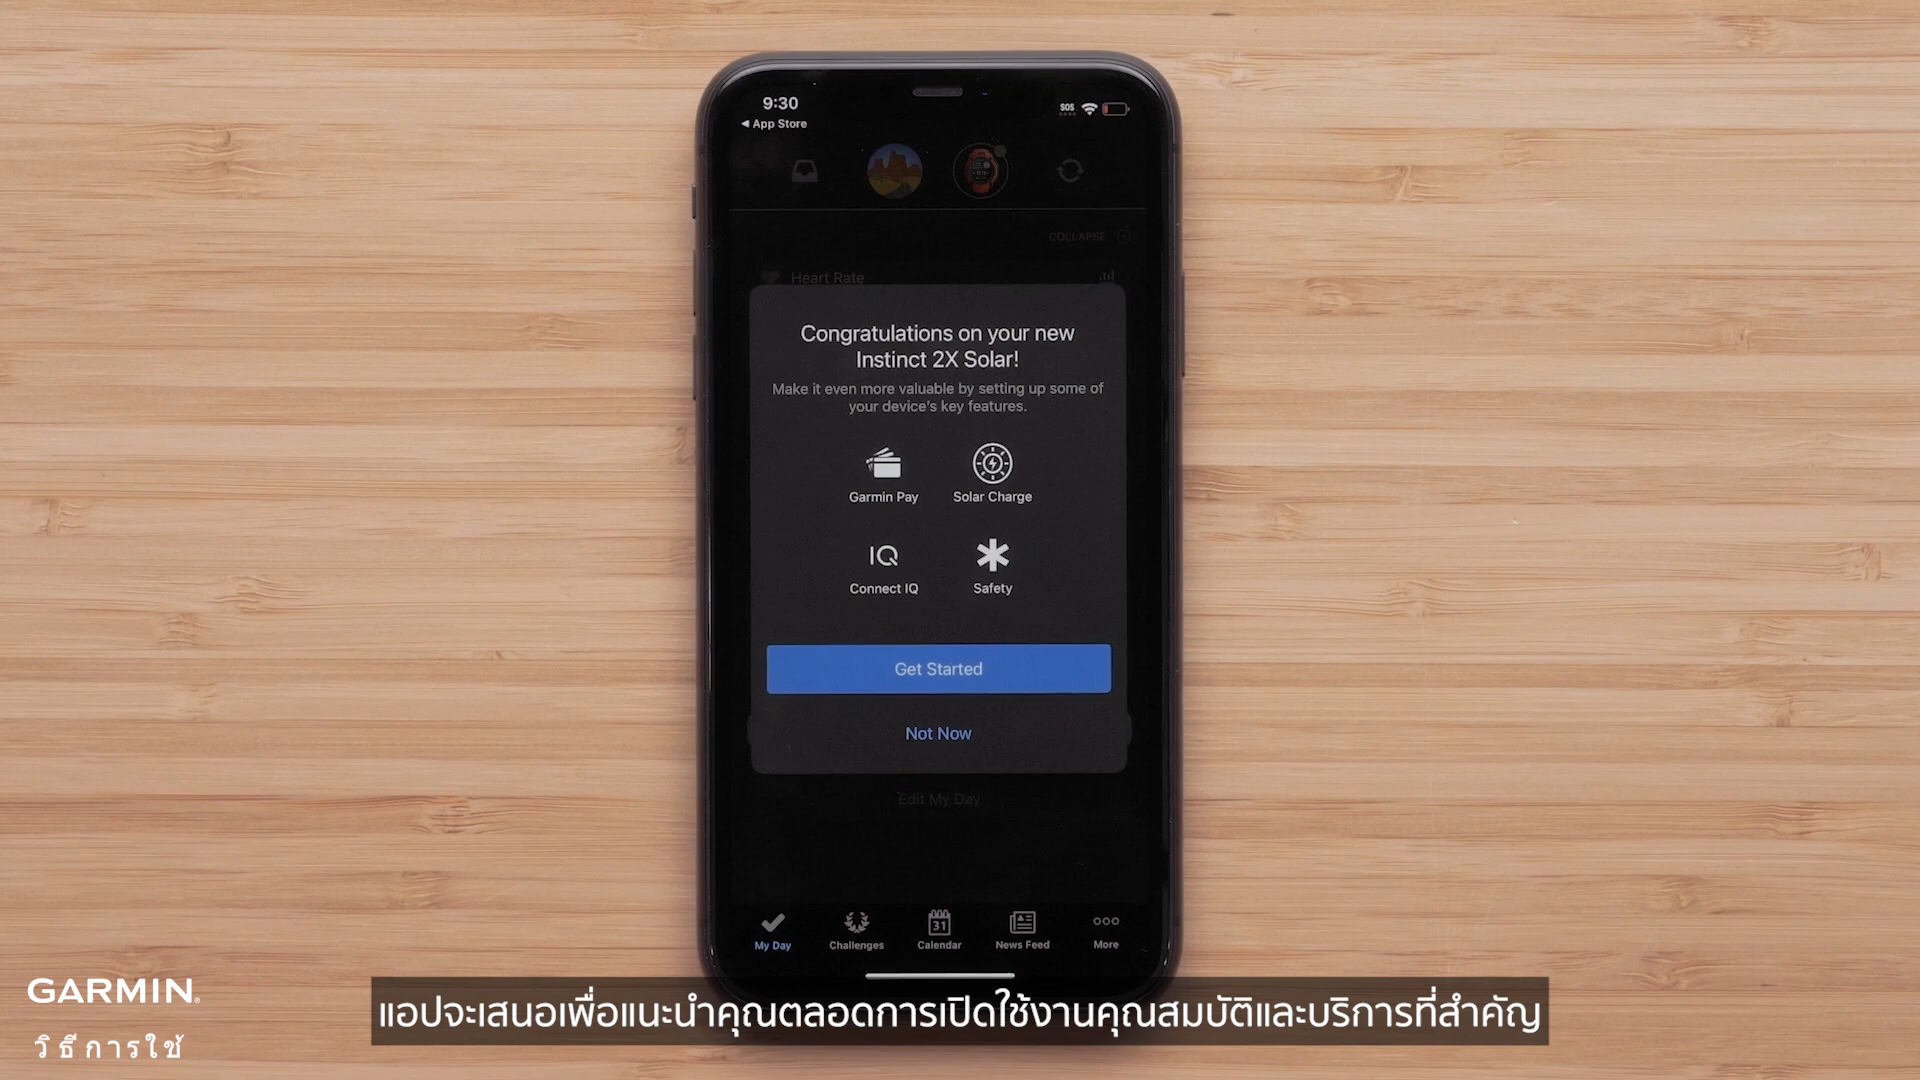 9:30
SOS
◀ App Store
COLLAPSE
Heart Rate
Congratulations on your new
Instinct 2X Solar!
Make it even more valuable by setting up some of
your device's key features.
Garmin Pay
Solar Charge
IQ
Connect IQ
Safety
Get Started
Not Now
Edit My Day
31
My Day
Challenges
Calendar
News Feed
More
GARMIN
วิธีการใช้
แอปจะเสนอเพื่อแนะนำคุณตลอดการเปิดใช้งานคุณสมบัติและบริการที่สำคัญ